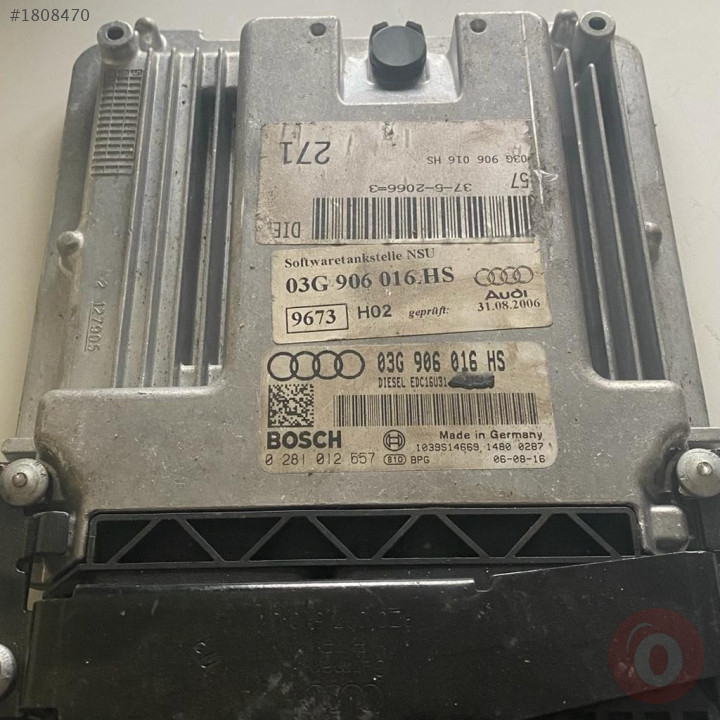 #1808470
271
03G 906 016 HS
57
37-6-2066=3
DIE
Softwaretankstelle NSU
03G 906 016 HS
9673 H02 geprüft:
Audi
31.08.2006
03G 906 016 HS
DIESEL EDC16U31
BOSCH
Made in Germany
1039S14669 1480 0287
0 281 012 657 810 BPG 06-08-16
127905
O